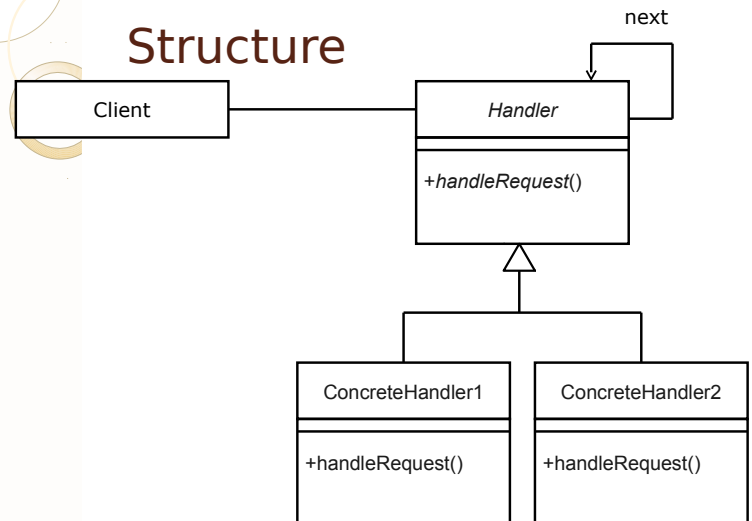 next
Structure
Client
Handler
+handleRequest()
ConcreteHandler1
ConcreteHandler2
+handleRequest()
+handleRequest()